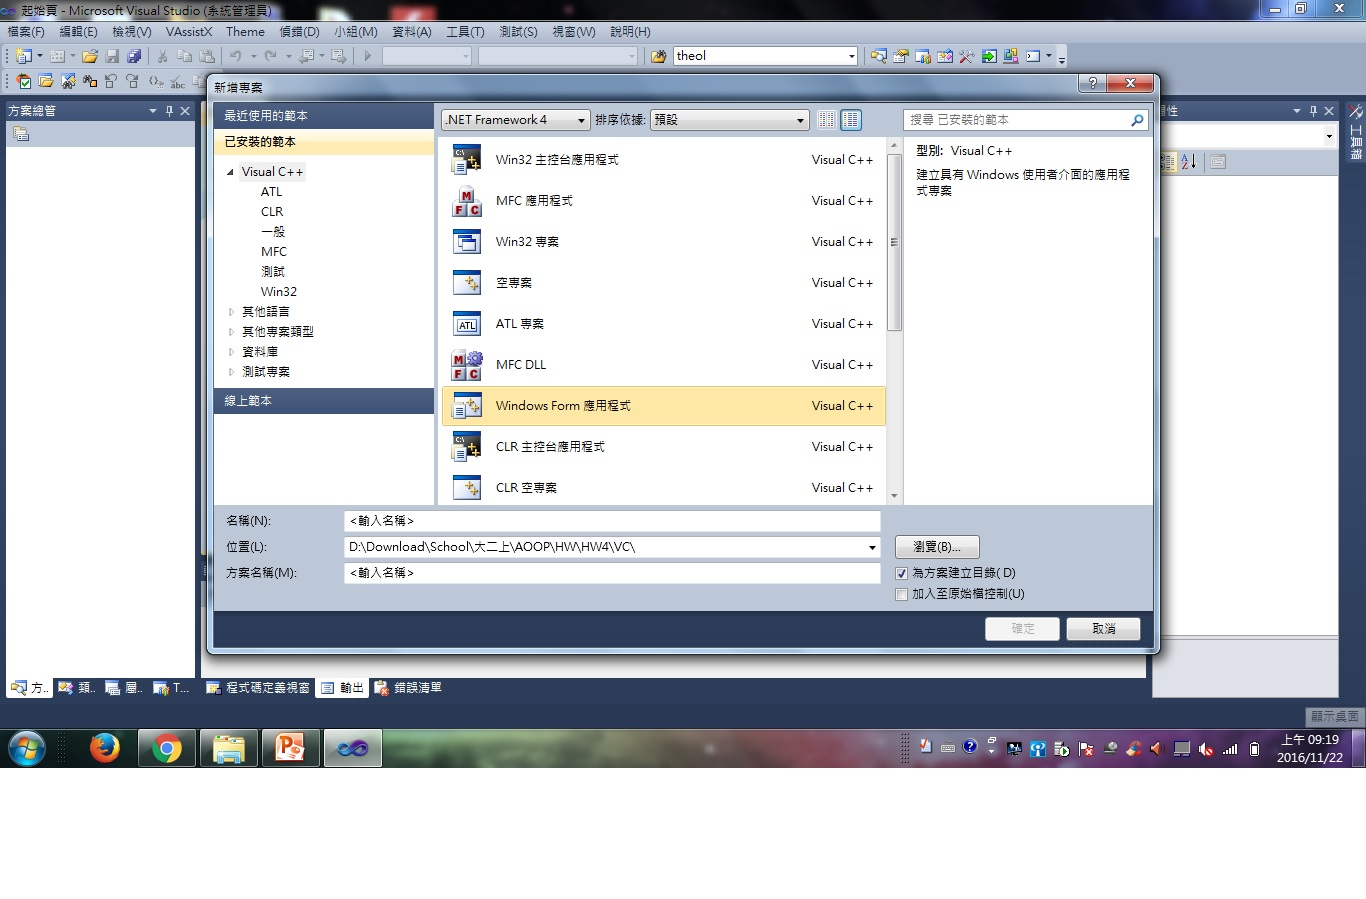 起始頁 - Microsoft Visual Studio (系統管理員)
檔案(F) 編輯(E) 檢視(V) VAssistX Theme 偵錯(D) 小組(M) 資料(A) 工具(T) 測試(S) 視窗(W) 說明(H)
theol
方案總管
新增專案
最近使用的範本
已安裝的範本
Visual C++
ATL
CLR
一般
MFC
測試
Win32
其他語言
其他專案類型
資料庫
測試專案
線上範本
.NET Framework 4 排序依據: 預設
Win32 主控台應用程式 Visual C++
MFC 應用程式 Visual C++
Win32 專案 Visual C++
空專案 Visual C++
ATL 專案 Visual C++
MFC DLL Visual C++
Windows Form 應用程式 Visual C++
CLR 主控台應用程式 Visual C++
CLR 空專案 Visual C++
搜尋 已安裝的範本
型別: Visual C++
建立具有 Windows 使用者介面的應用程
式專案
名稱(N): <輸入名稱>
位置(L): D:\Download\School\大二上\AOOP\HW\HW4\VC\ 瀏覽(B)...
方案名稱(M): <輸入名稱> 為方案建立目錄( D)
加入至原始檔控制(U)
確定 取消
性
工具箱
方.. 類.. 屬.. T... 程式碼定義視窗 輸出 錯誤清單
顯示桌面
上午 09:19
2016/11/22